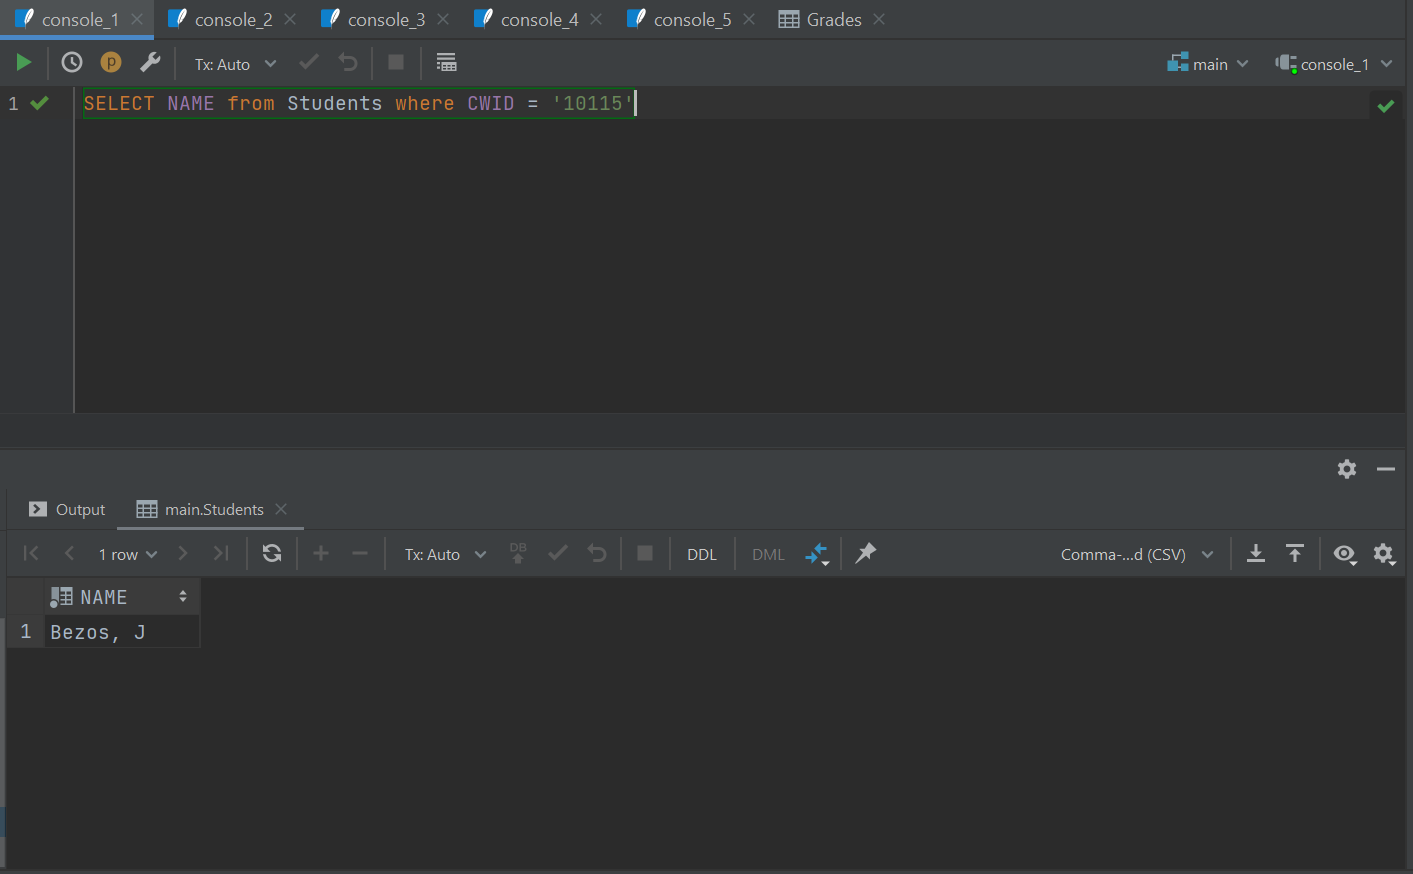 console_1 console_2 console_3 console_4 console_5 Grades
p Tx: Auto main console_1
1 SELECT NAME from Students where CWID = '10115'
Output main.Students
1 row Tx: Auto DB DDL DML Comma-...d (CSV)
NAME
1 Bezos, J